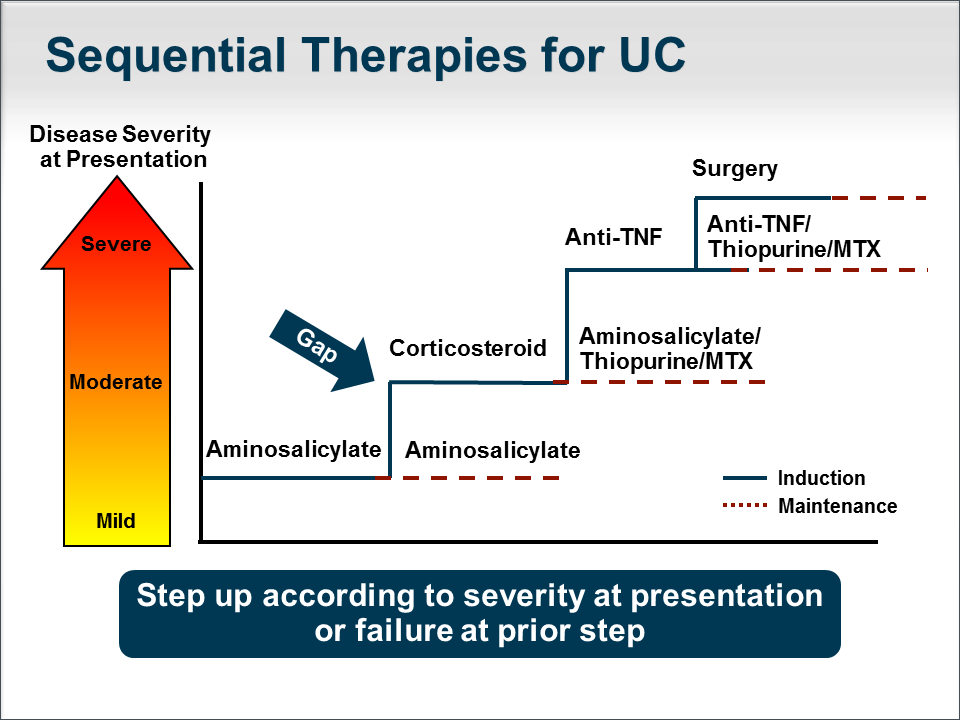 Sequential Therapies for UC
Disease Severity
at Presentation
Severe
Moderate
Mild
Gap
Surgery
Anti-TNF
Anti-TNF/
Thiopurine/MTX
Corticosteroid
Aminosalicylate/
Thiopurine/MTX
Aminosalicylate
Aminosalicylate
Induction
Maintenance
Step up according to severity at presentation
or failure at prior step